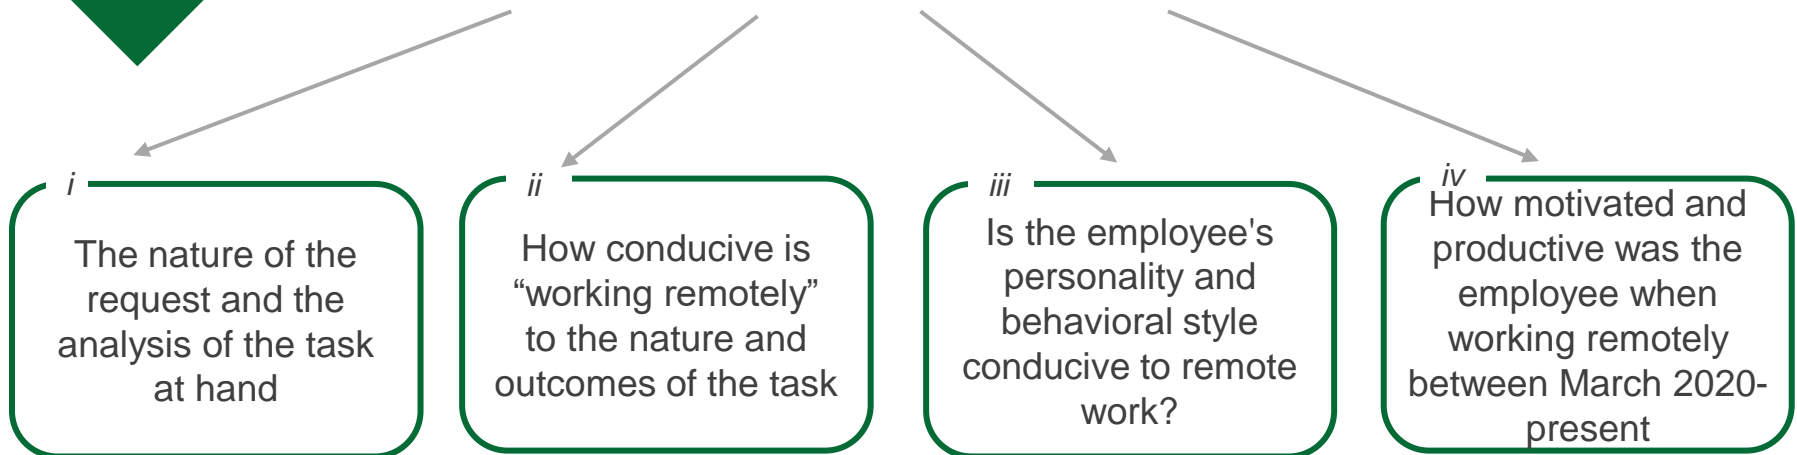 i
The nature of the
request and the
analysis of the task
at hand
ii
How conducive is
“working remotely”
to the nature and
outcomes of the task
iii
Is the employee's
personality and
behavioral style
conducive to remote
work?
iv
How motivated and
productive was the
employee when
working remotely
between March 2020-
present